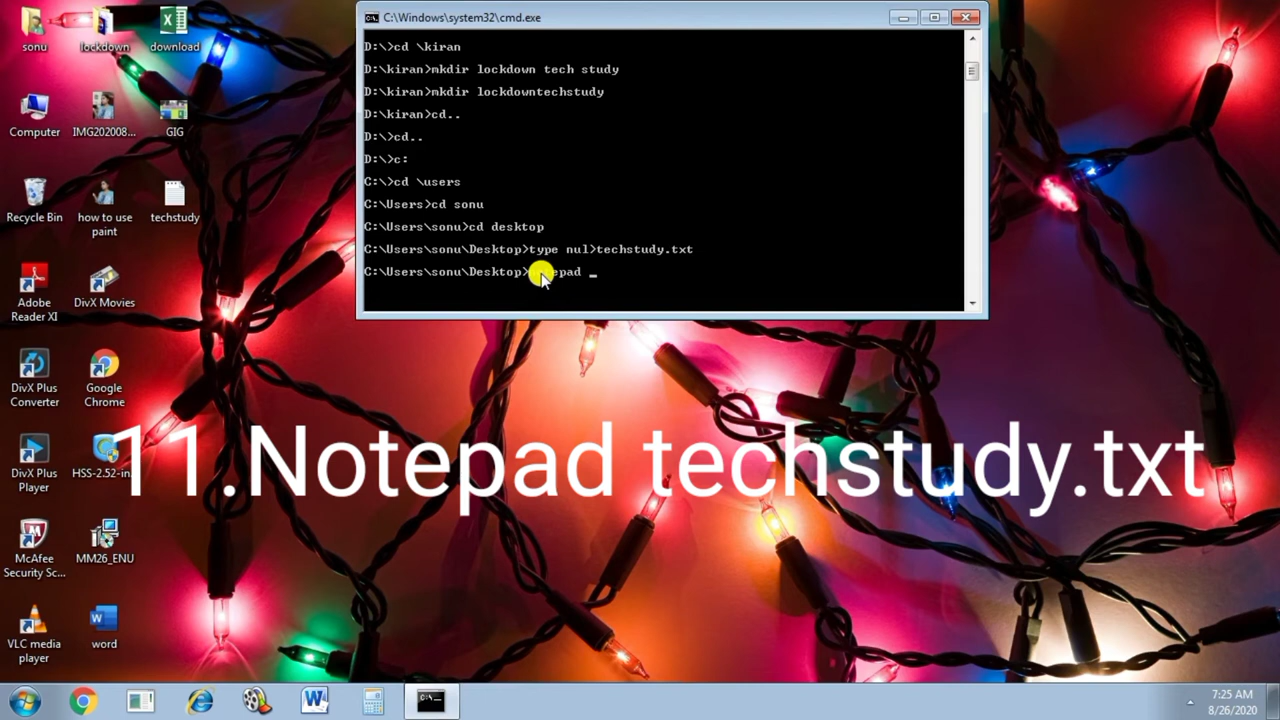 C:\Windows\system32\cmd.exe
D:\>cd \kiran
D:\kiran>mkdir lockdown tech study
D:\kiran>mkdir lockdowntechstudy
D:\kiran>cd..
D:\>cd..
D:\>c:
C:\>cd \users
C:\Users>cd sonu
C:\Users\sonu>cd desktop
C:\Users\sonu\Desktop>type nul>techstudy.txt
C:\Users\sonu\Desktop>notepad _
sonu
lockdown
download
Computer
IMG202008...
GIG
Recycle Bin
how to use
paint
techstudy
Adobe
Reader XI
DivX Movies
DivX Plus
Converter
Google
Chrome
DivX Plus
Player
HSS-2.52-in...
McAfee
Security Sc...
MM26_ENU
VLC media
player
word
11.Notepad techstudy.txt
7:25 AM
8/26/2020